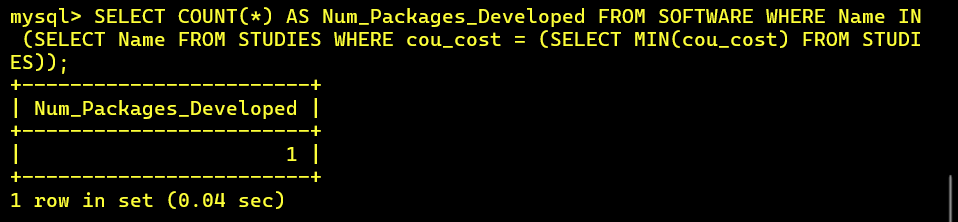 mysql> SELECT COUNT(*) AS Num_Packages_Developed FROM SOFTWARE WHERE Name IN
 (SELECT Name FROM STUDIES WHERE cou_cost = (SELECT MIN(cou_cost) FROM STUDI
ES));
+------------------------+
| Num_Packages_Developed |
+------------------------+
|                      1 |
+------------------------+
1 row in set (0.04 sec)